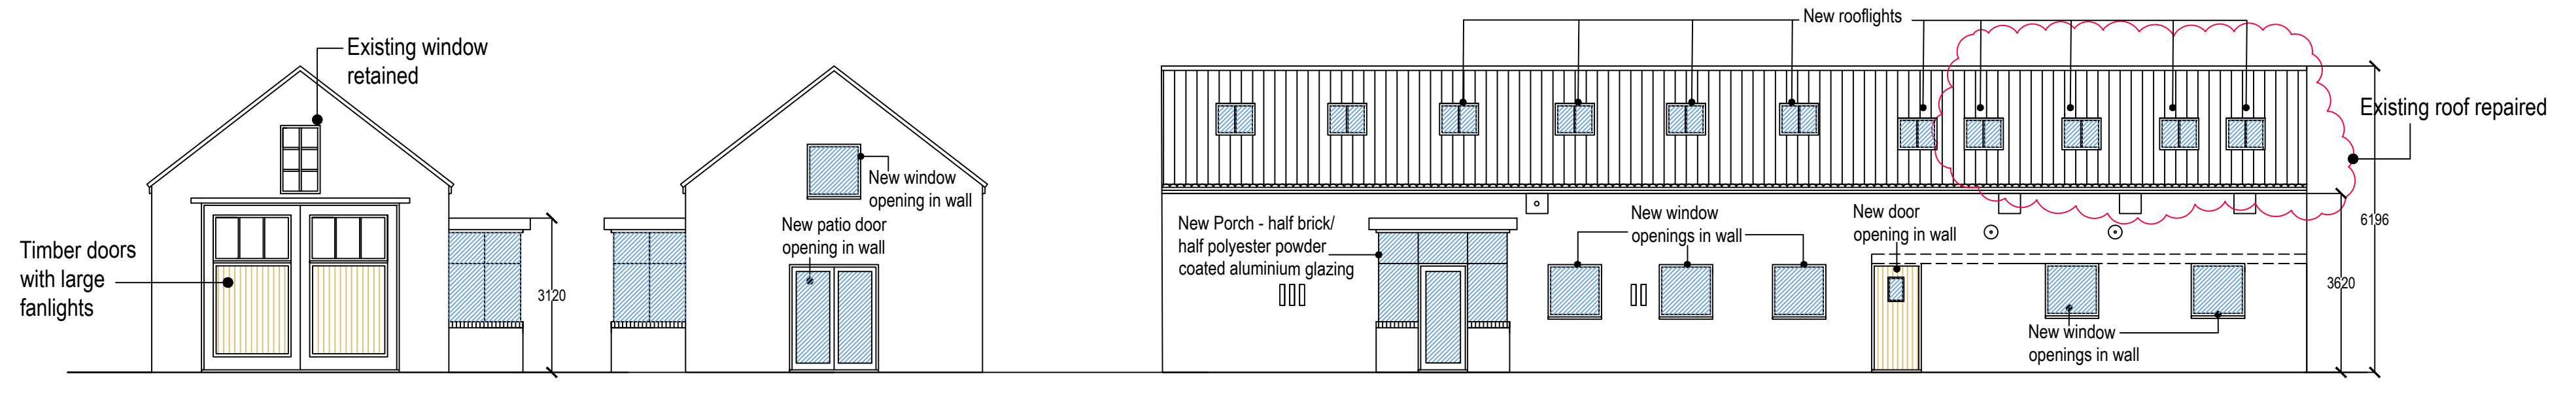 Existing window
retained
Timber doors
with large
fanlights
3120
New window
opening in wall
New patio door
opening in wall
New rooflights
Existing roof repaired
New Porch - half brick/
half polyester powder
coated aluminium glazing
New window
openings in wall
New door
opening in wall
New window
openings in wall
6196
3620